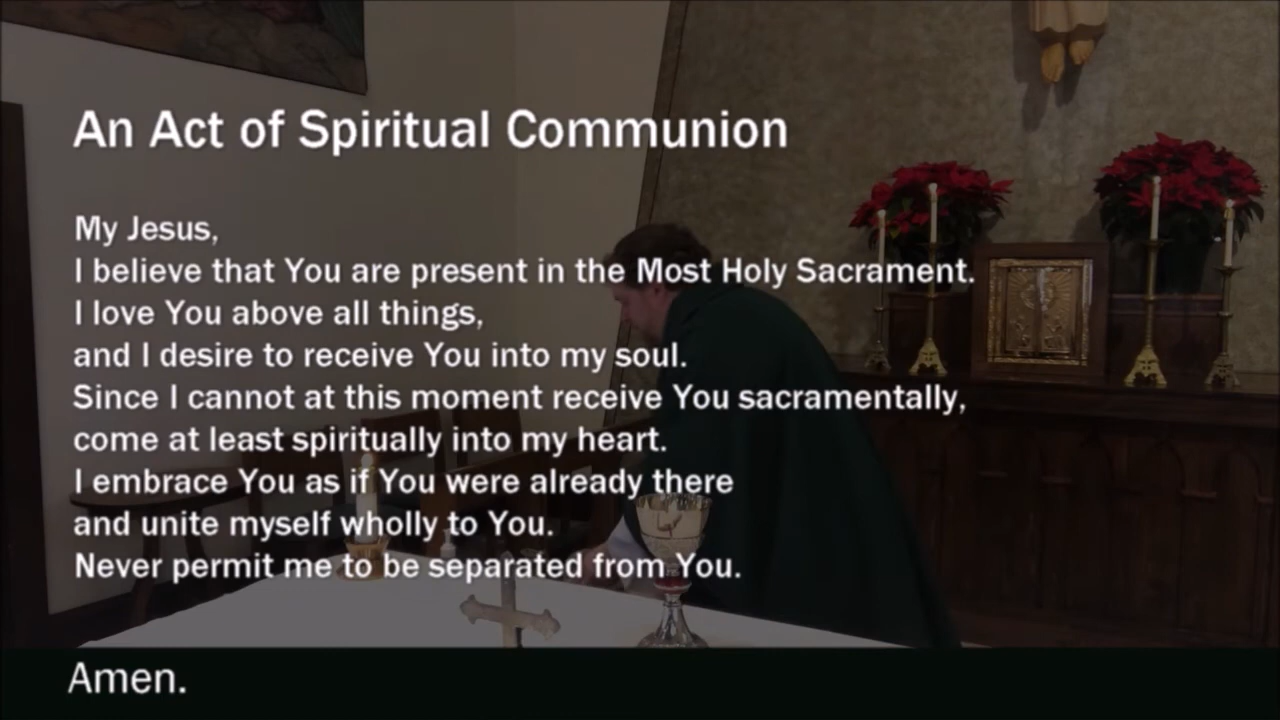 An Act of Spiritual Communion
My Jesus,
I believe that You are present in the Most Holy Sacrament.
I love You above all things,
and I desire to receive You into my soul.
Since I cannot at this moment receive You sacramentally,
come at least spiritually into my heart.
I embrace You as if You were already there
and unite myself wholly to You.
Never permit me to be separated from You.
Amen.